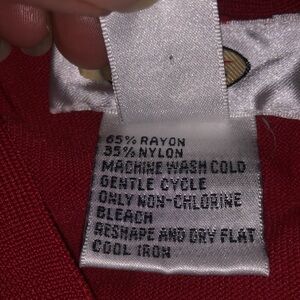 65% RAYON
35% NYLON
MACHINE WASH COLD
GENTLE CYCLE
ONLY NON-CHLORINE
BLEACH
RESHAPE AND DRY FLAT
COOL IRON